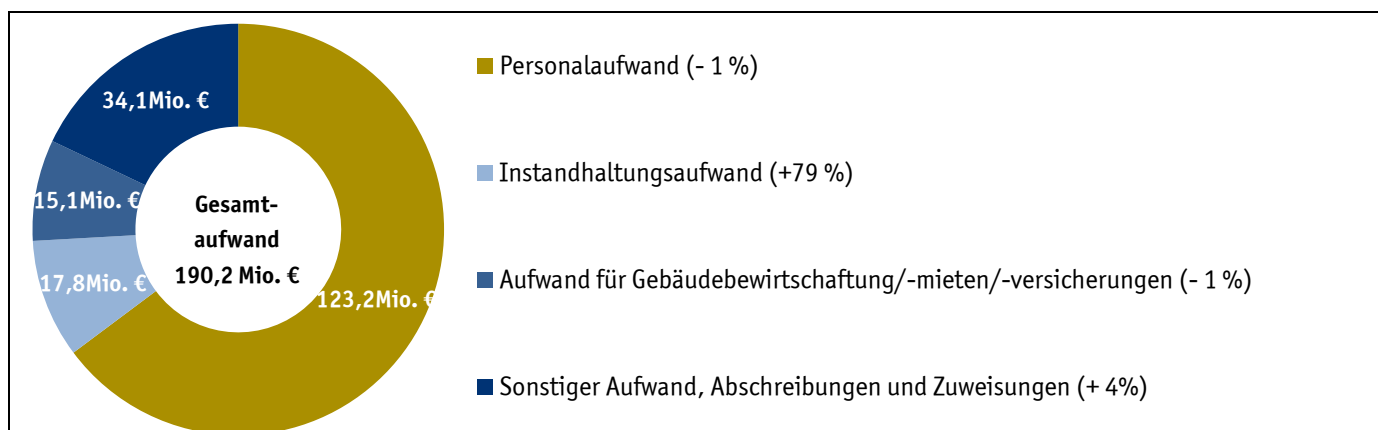 34,1Mio. €
15,1Mio. €
17,8Mio. €
123,2Mio. €
Gesamt-
aufwand
190,2 Mio. €
Personalaufwand (- 1 %)
Instandhaltungsaufwand (+79 %)
Aufwand für Gebäudebewirtschaftung/-mieten/-versicherungen (- 1 %)
Sonstiger Aufwand, Abschreibungen und Zuweisungen (+ 4%)